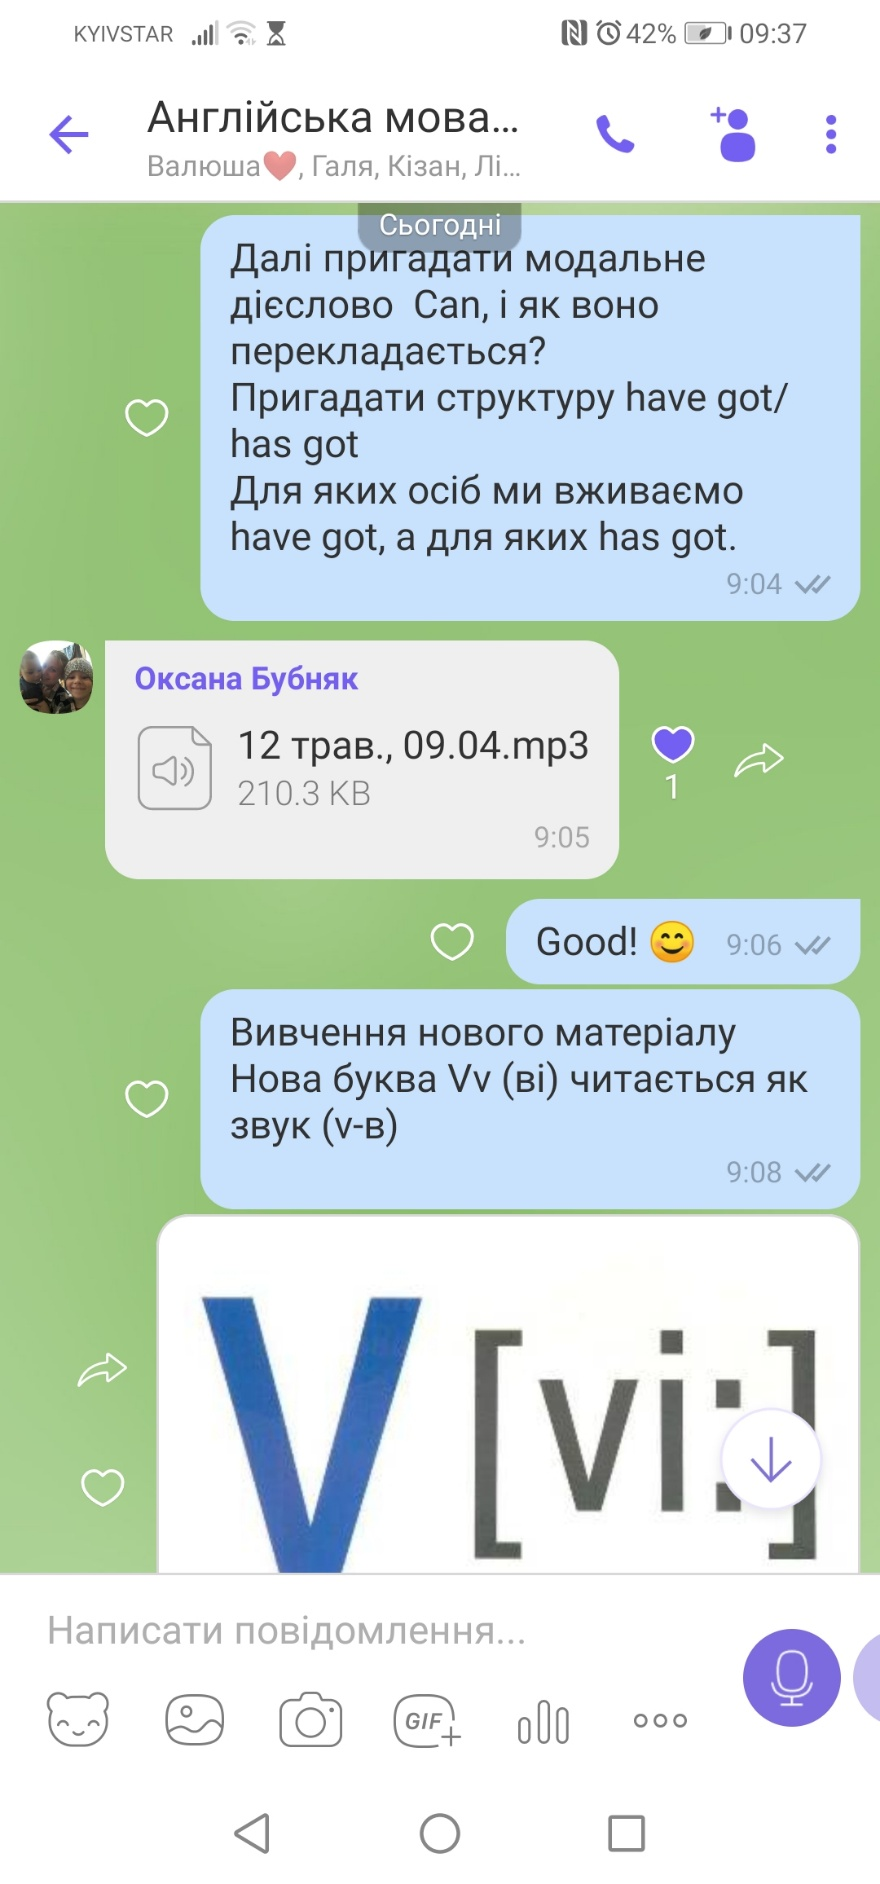 KYIVSTAR 42% 09:37
Англійська мова...
Валюша❤️, Галя, Кізан, Лі...
Сьогодні
Далі пригадати модальне
дієслово Can, і як воно
перекладається?
Пригадати структуру have got/
has got
Для яких осіб ми вживаємо
have got, а для яких has got.
9:04
Оксана Бубняк
12 трав., 09.04.mp3
210.3 KB
1
9:05
Good! 😊 9:06
Вивчення нового матеріалу
Нова буква Vv (ві) читається як
звук (v-в)
9:08
V [vi:]
Написати повідомлення...
GIF